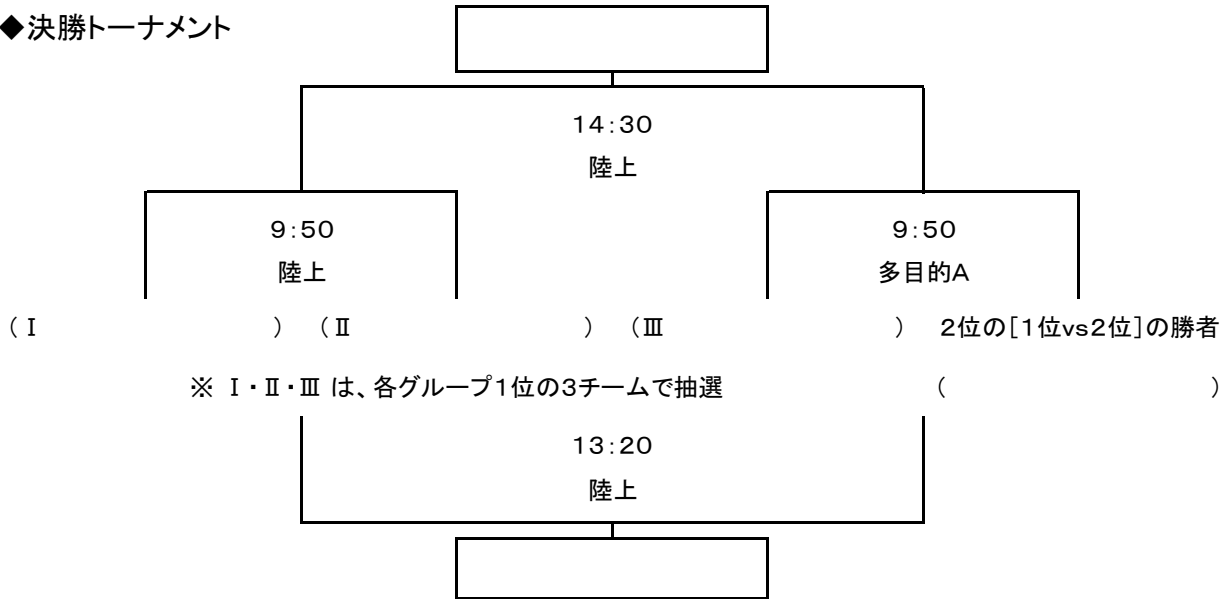 ◆決勝トーナメント
14:30
陸上
9:50 9:50
陸上 多目的A
(Ⅰ ) (Ⅱ ) (Ⅲ ) 2位の[1位vs2位]の勝者
※ Ⅰ・Ⅱ・Ⅲ は、各グループ1位の3チームで抽選 ( )
13:20
陸上